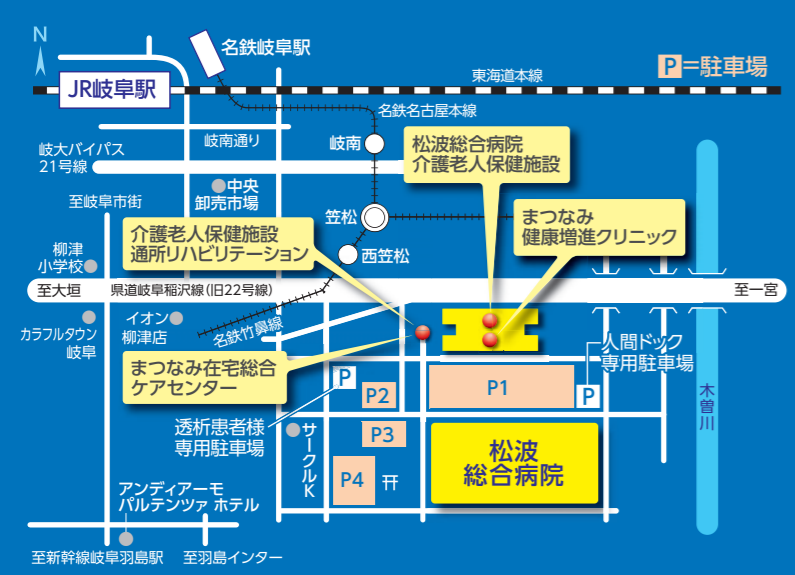 N
名鉄岐阜駅
P=駐車場
東海道本線
JR岐阜駅
名鉄名古屋本線
岐南通り
岐南
松波総合病院
介護老人保健施設
岐大バイパス
21号線
中央
卸売市場
至岐阜市街
笠松
まつなみ
健康増進クリニック
介護老人保健施設
通所リハビリテーション
西笠松
柳津
小学校
至大垣
県道岐阜稲沢線(旧22号線)
至一宮
カラフルタウン
岐阜
イオン
柳津店
名鉄竹鼻線
人間ドック
専用駐車場
まつなみ在宅総合
ケアセンター
P
P2
P1
P
木曽川
透析患者様
専用駐車場
サークルK
P3
松波
総合病院
P4
アンディアーモ
パルテンツァ ホテル
至新幹線岐阜羽島駅
至羽島インター